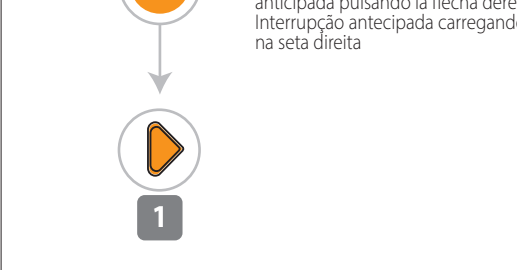 anticipada pulsando la flecha dere
Interrupção antecipada carregando
na seta direita
1